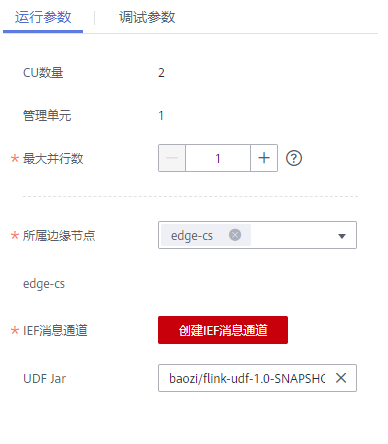 运行参数 调试参数
CU数量 2
管理单元 1
* 最大并行数 − 1 + ?
* 所属边缘节点 edge-cs
edge-cs
* IEF消息通道 创建IEF消息通道
UDF Jar baozi/flink-udf-1.0-SNAPSHO